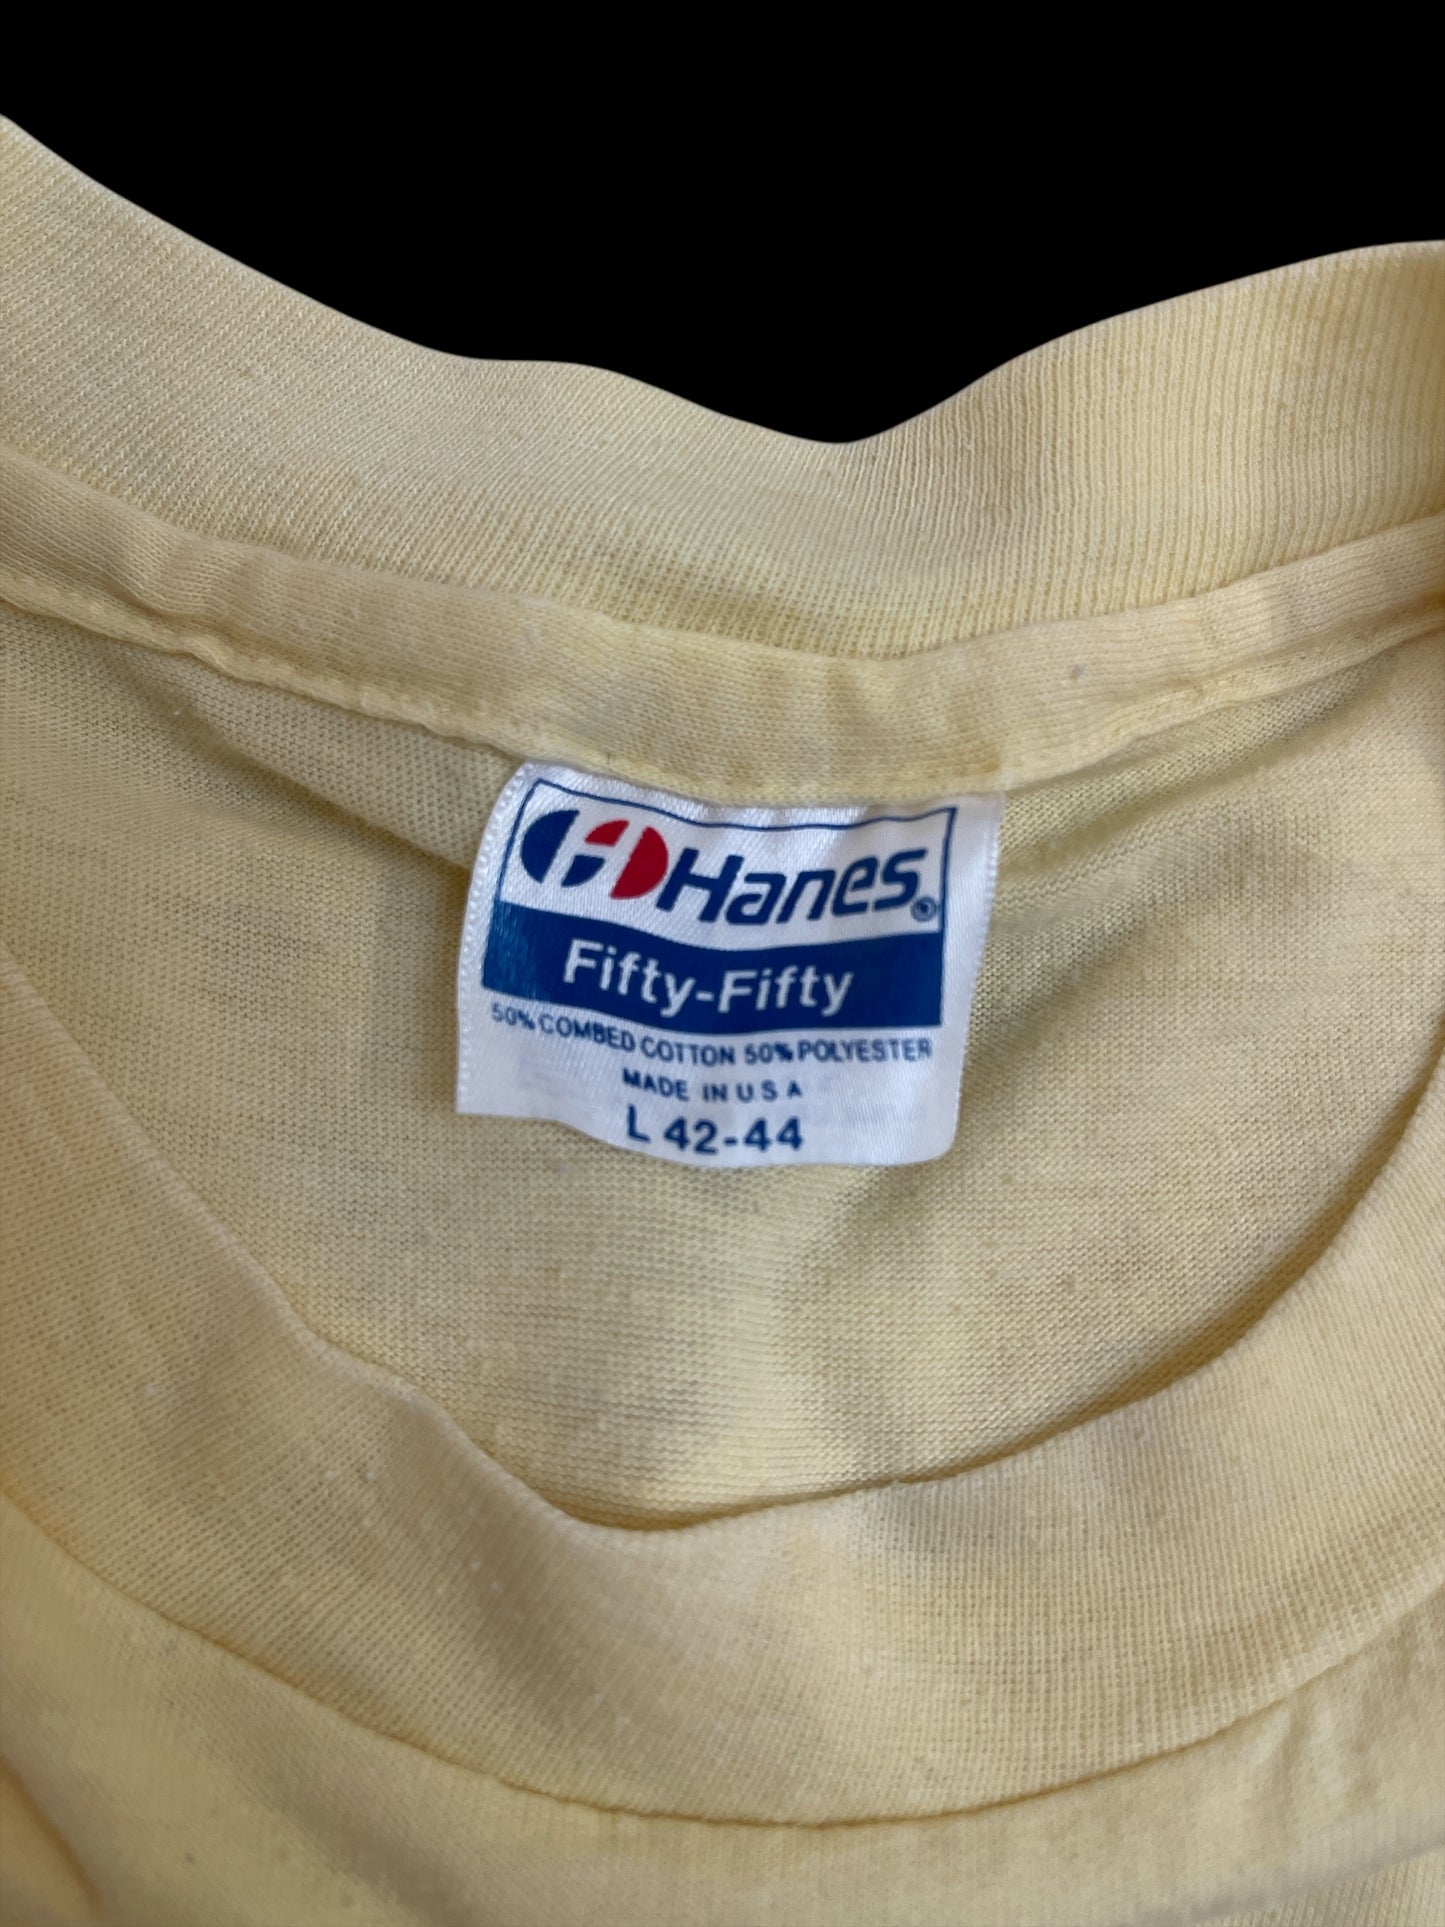 Hanes®
Fifty-Fifty
50% COMBED COTTON 50% POLYESTER
MADE IN U.S.A
L 42-44